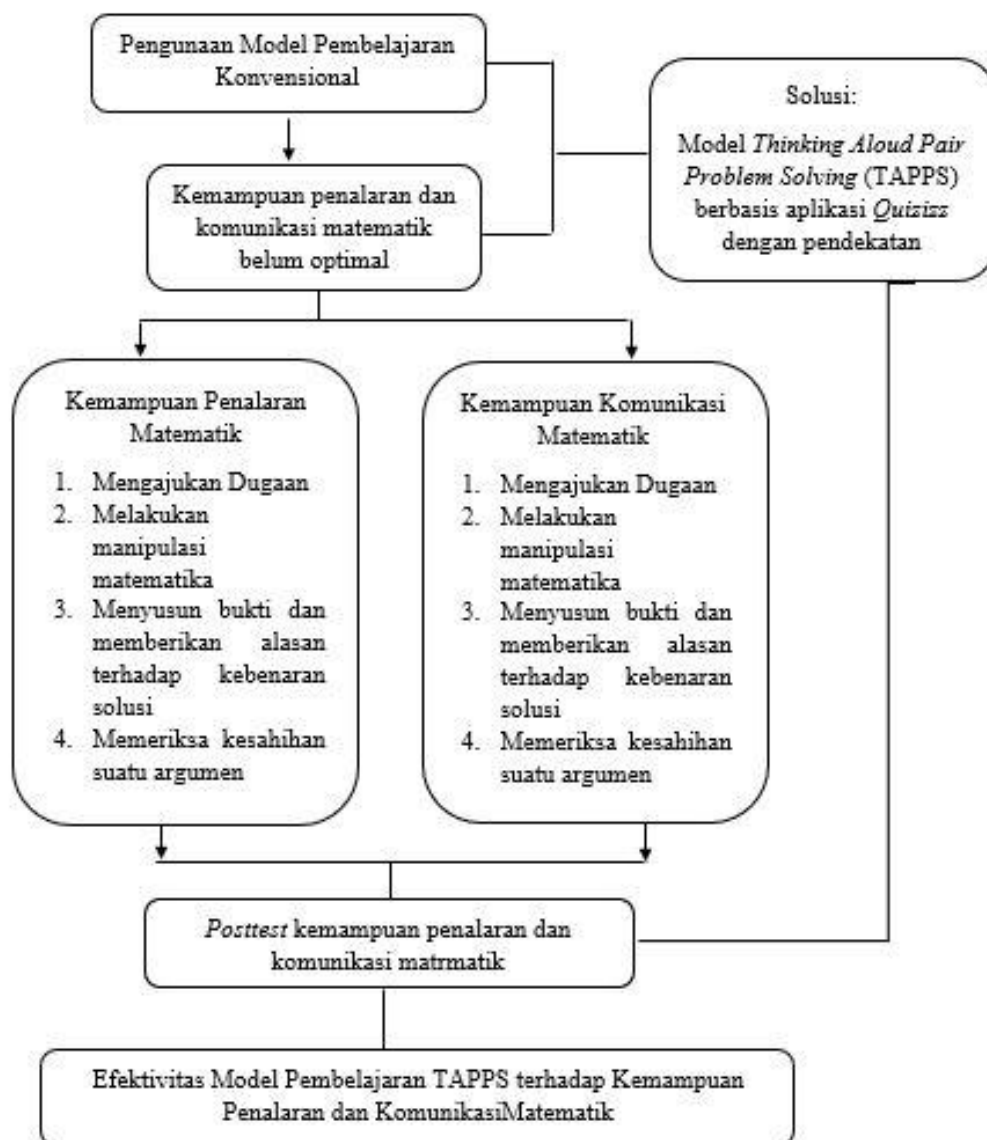 Pengunaan Model Pembelajaran
Konvensional
Solusi:
Model Thinking Aloud Pair
Problem Solving (TAPPS)
berbasis aplikasi Quisizz
dengan pendekatan
Kemampuan penalaran dan
komunikasi matematik
belum optimal
Kemampuan Penalaran
Matematik
1. Mengajukan Dugaan
2. Melakukan
manipulasi
matematika
3. Menyusun bukti dan
memberikan alasan
terhadap kebenaran
solusi
4. Memeriksa kesahihan
suatu argumen
Kemampuan Komunikasi
Matematik
1. Mengajukan Dugaan
2. Melakukan
manipulasi
matematika
3. Menyusun bukti dan
memberikan alasan
terhadap kebenaran
solusi
4. Memeriksa kesahihan
suatu argumen
Posttest kemampuan penalaran dan
komunikasi matrmatik
Efektivitas Model Pembelajaran TAPPS terhadap Kemampuan
Penalaran dan KomunikasiMatematik